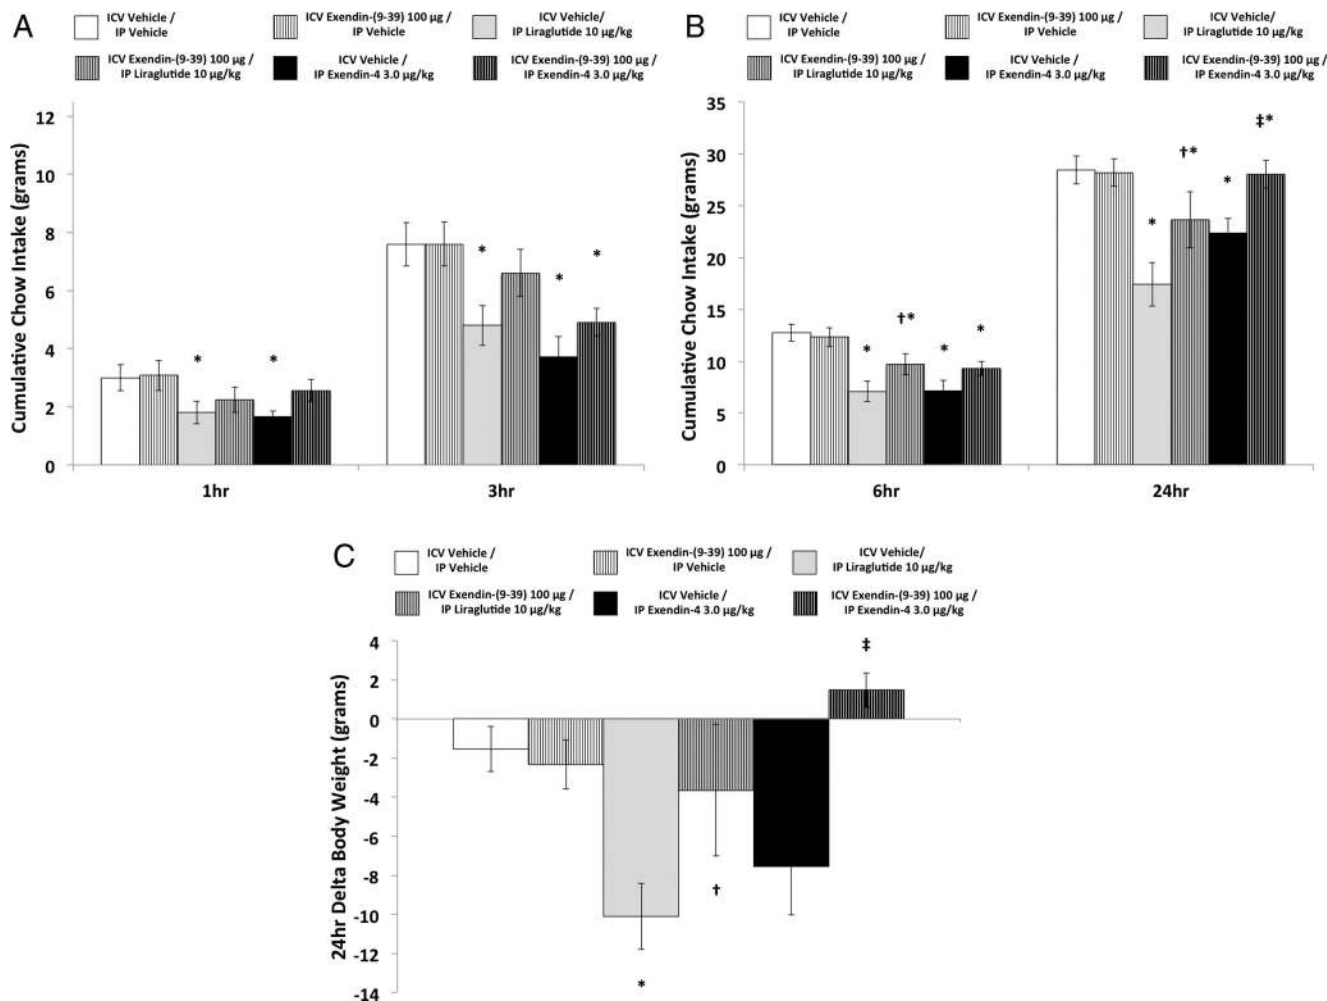 A
ICV Vehicle /
IP Vehicle
ICV Exendin-(9-39) 100 µg /
IP Vehicle
ICV Vehicle/
IP Liraglutide 10 µg/kg
ICV Exendin-(9-39) 100 µg /
IP Liraglutide 10 µg/kg
ICV Vehicle /
IP Exendin-4 3.0 µg/kg
ICV Exendin-(9-39) 100 µg /
IP Exendin-4 3.0 µg/kg
Cumulative Chow Intake (grams)
12
10
8
6
4
2
0
*
*
*
*
*
1hr
3hr
B
ICV Vehicle /
IP Vehicle
ICV Exendin-(9-39) 100 µg /
IP Vehicle
ICV Vehicle/
IP Liraglutide 10 µg/kg
ICV Exendin-(9-39) 100 µg /
IP Liraglutide 10 µg/kg
ICV Vehicle /
IP Exendin-4 3.0 µg/kg
ICV Exendin-(9-39) 100 µg /
IP Exendin-4 3.0 µg/kg
Cumulative Chow Intake (grams)
35
30
25
20
15
10
5
0
*
†*
*
*
*
†*
*
‡*
6hr
24hr
C
ICV Vehicle /
IP Vehicle
ICV Exendin-(9-39) 100 µg /
IP Vehicle
ICV Vehicle/
IP Liraglutide 10 µg/kg
ICV Exendin-(9-39) 100 µg /
IP Liraglutide 10 µg/kg
ICV Vehicle /
IP Exendin-4 3.0 µg/kg
ICV Exendin-(9-39) 100 µg /
IP Exendin-4 3.0 µg/kg
24hr Delta Body Weight (grams)
4
2
0
-2
-4
-6
-8
-10
-12
-14
*
†
‡